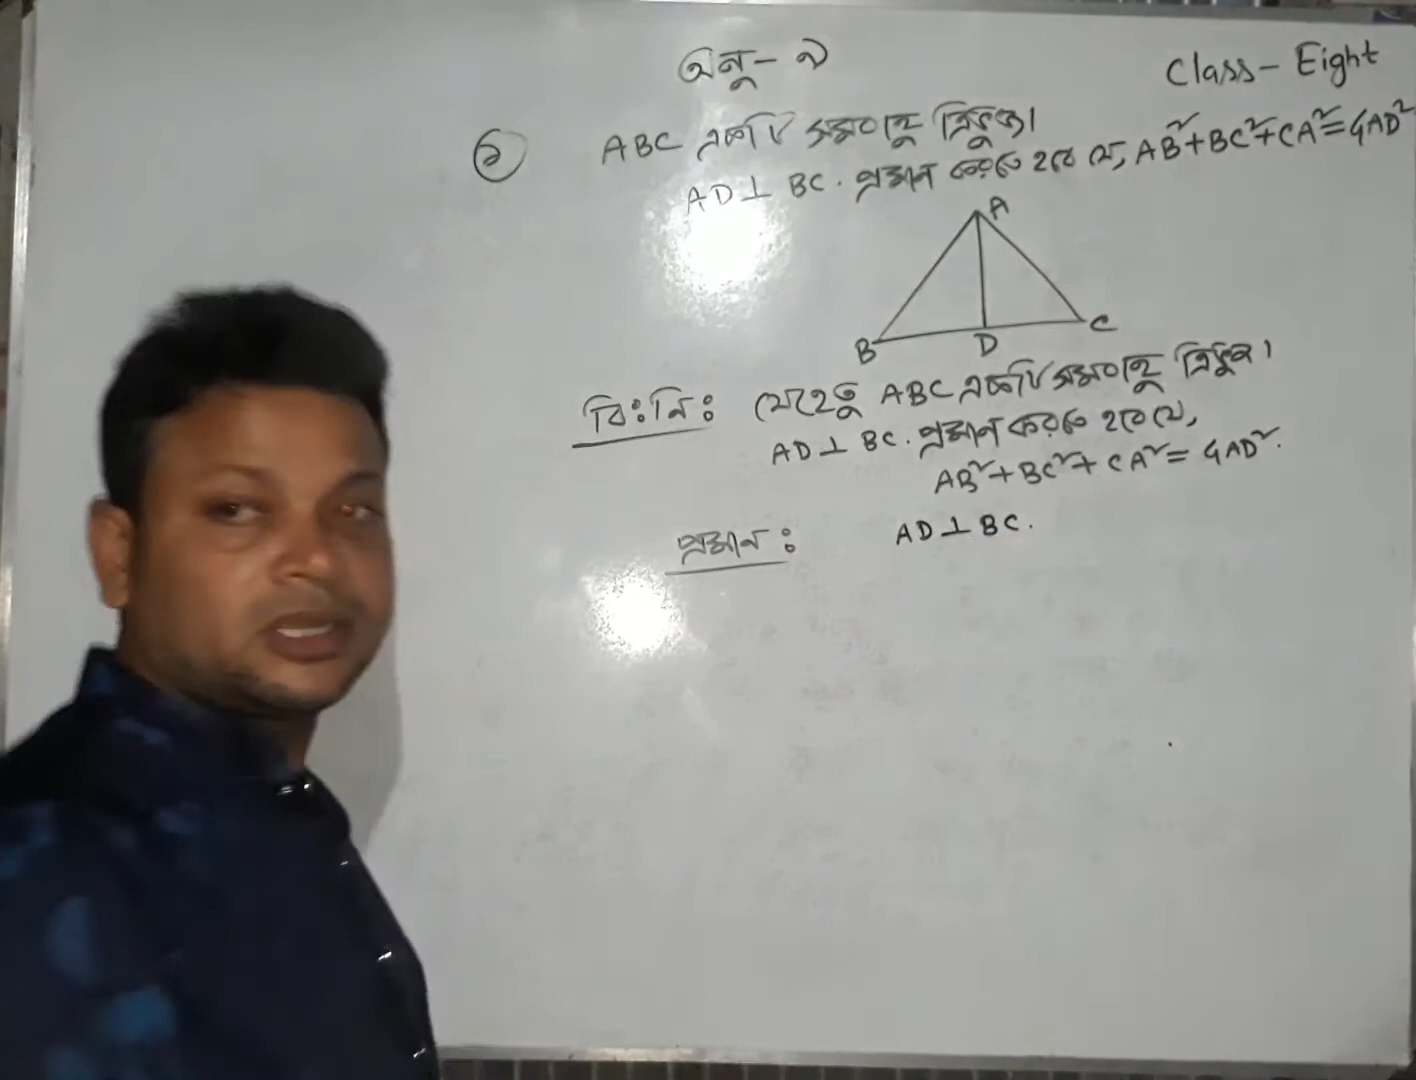 অনু - ৯
Class - Eight
৬
ABC একটি সমবাহু ত্রিভুজ।
AD⊥ BC. প্রমান করতে হবে যে, AB²+BC²+CA²=4AD²
A
B
D
C
বিঃনিঃ যেহেতু ABC একটি সমবাহু ত্রিভুজ।
AD⊥ BC. প্রমান করতে হবে যে,
AB²+BC²+CA²= 4AD².
প্রমান : AD⊥BC.